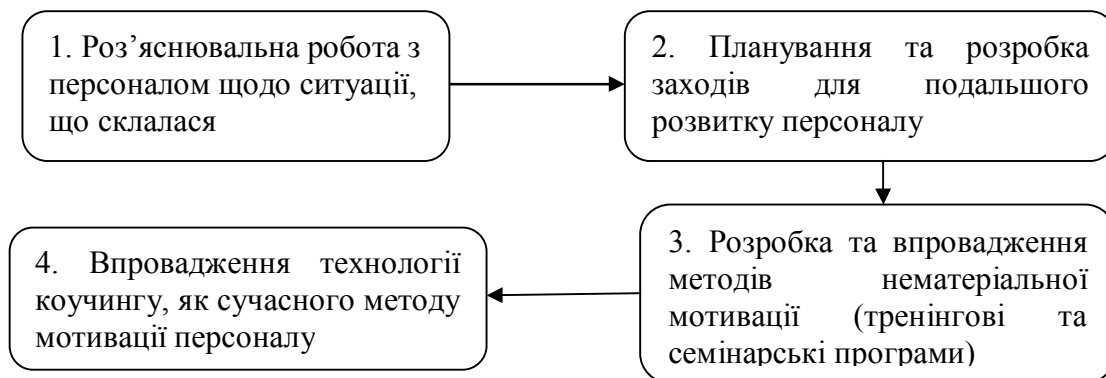 1. Роз’яснювальна робота з
персоналом щодо ситуації,
що склалася
2. Планування та розробка
заходів для подальшого
розвитку персоналу
3. Розробка та впровадження
методів нематеріальної
мотивації (тренінгові та
семінарські програми)
4. Впровадження технології
коучингу, як сучасного методу
мотивації персоналу